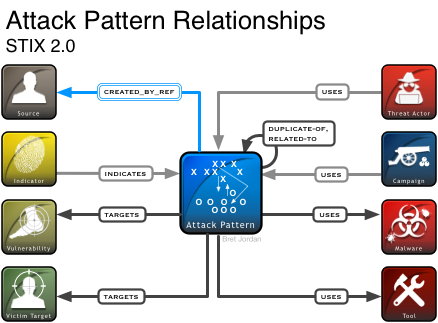 Attack Pattern Relationships
STIX 2.0
Source
CREATED_BY_REF
USES
Threat Actor
DUPLICATE-OF,
RELATED-TO
Indicator
INDICATES
X X X
X X X
X
O
O O O O
O O O
Attack Pattern
USES
Campaign
Vulnerability
TARGETS
USES
Malware
Bret Jordan
Victim Target
TARGETS
USES
Tool